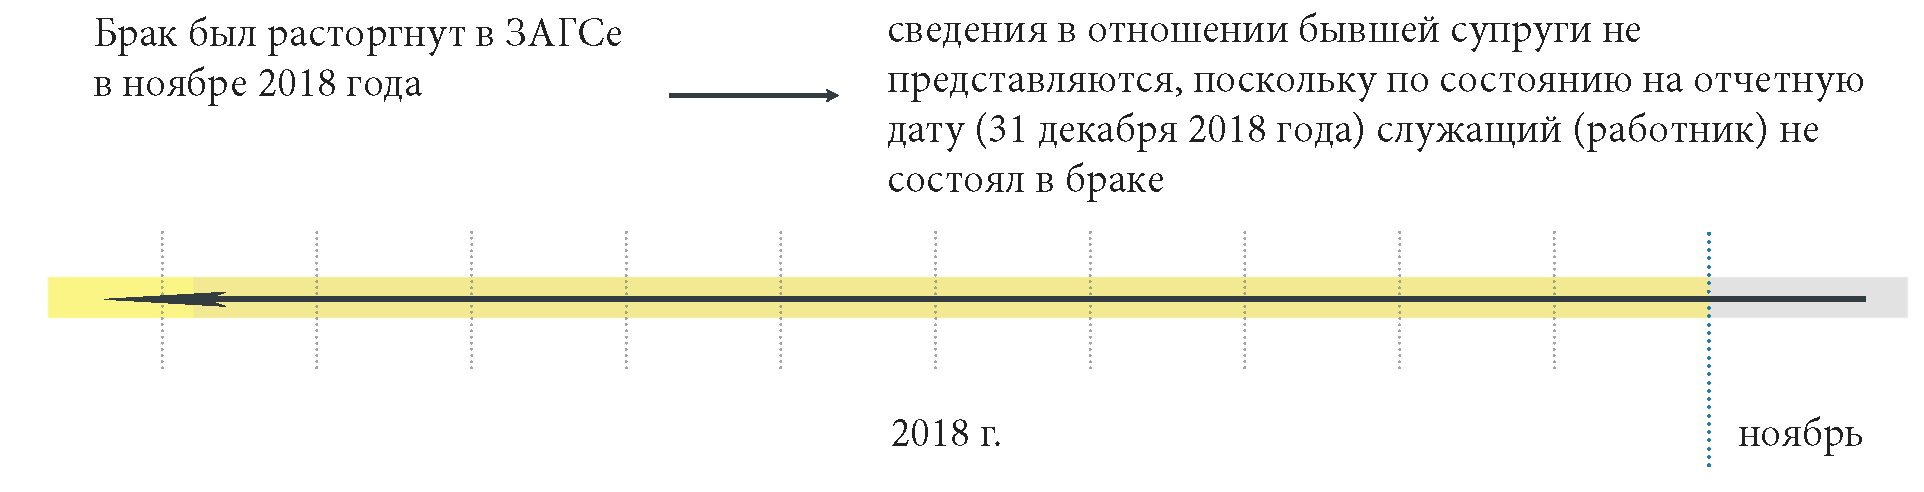 Брак был расторгнут в ЗАГСе
в ноябре 2018 года
сведения в отношении бывшей супруги не
представляются, поскольку по состоянию на отчетную
дату (31 декабря 2018 года) служащий (работник) не
состоял в браке
2018 г.
ноябрь